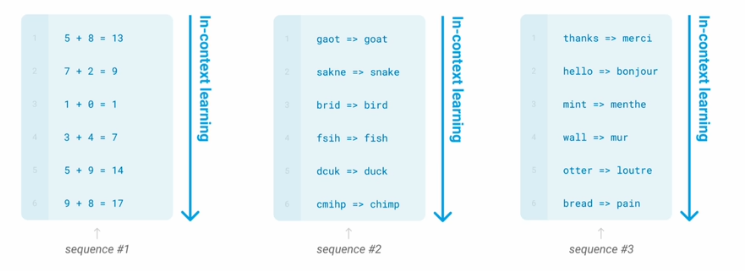 1 5 + 8 = 13
2 7 + 2 = 9
3 1 + 0 = 1
4 3 + 4 = 7
5 5 + 9 = 14
6 9 + 8 = 17
In-context learning
sequence #1
1 gaot => goat
2 sakne => snake
3 brid => bird
4 fsih => fish
5 dcuk => duck
6 cmihp => chimp
In-context learning
sequence #2
1 thanks => merci
2 hello => bonjour
3 mint => menthe
4 wall => mur
5 otter => loutre
6 bread => pain
In-context learning
sequence #3